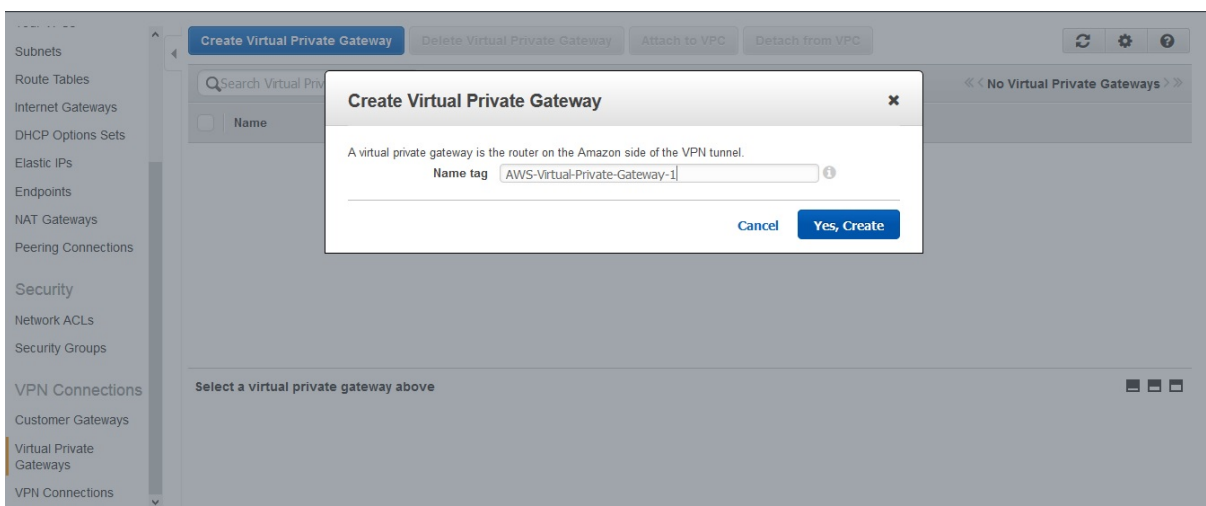 Subnets
Route Tables
Internet Gateways
DHCP Options Sets
Elastic IPs
Endpoints
NAT Gateways
Peering Connections
Security
Network ACLs
Security Groups
VPN Connections
Customer Gateways
Virtual Private
Gateways
VPN Connections
Create Virtual Private Gateway Delete Virtual Private Gateway Attach to VPC Detach from VPC
Search Virtual Priv
No Virtual Private Gateways
Name
Create Virtual Private Gateway
A virtual private gateway is the router on the Amazon side of the VPN tunnel.
Name tag AWS-Virtual-Private-Gateway-1
Cancel Yes, Create
Select a virtual private gateway above